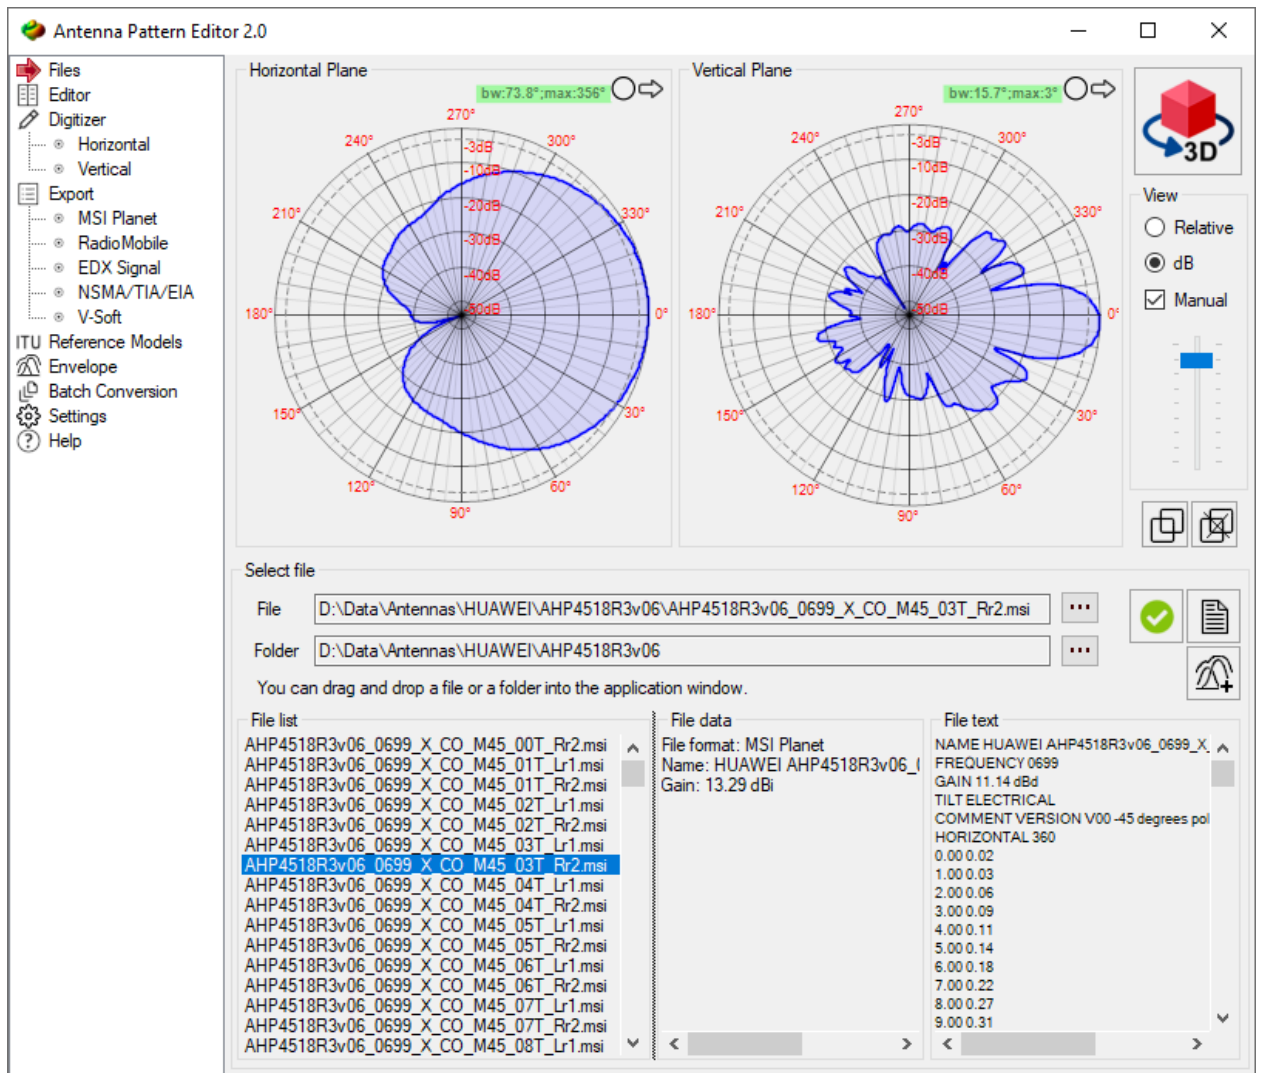 Antenna Pattern Editor 2.0
Files
Editor
Digitizer
Horizontal
Vertical
Export
MSI Planet
RadioMobile
EDX Signal
NSMA/TIA/EIA
V-Soft
ITU Reference Models
Envelope
Batch Conversion
Settings
Help
Horizontal Plane
bw:73.8°;max:356°
270°
240°
300°
210°
330°
180°
0°
150°
30°
120°
60°
90°
-3dB
-10dB
-20dB
-30dB
-40dB
-50dB
Vertical Plane
bw:15.7°;max:3°
270°
240°
300°
210°
330°
180°
0°
150°
30°
120°
60°
90°
-3dB
-10dB
-20dB
-30dB
-40dB
-50dB
3D
View
Relative
dB
Manual
Select file
File D:\Data\Antennas\HUAWEI\AHP4518R3v06\AHP4518R3v06_0699_X_CO_M45_03T_Rr2.msi
Folder D:\Data\Antennas\HUAWEI\AHP4518R3v06
You can drag and drop a file or a folder into the application window.
File list
AHP4518R3v06_0699_X_CO_M45_00T_Rr2.msi
AHP4518R3v06_0699_X_CO_M45_01T_Lr1.msi
AHP4518R3v06_0699_X_CO_M45_01T_Rr2.msi
AHP4518R3v06_0699_X_CO_M45_02T_Lr1.msi
AHP4518R3v06_0699_X_CO_M45_02T_Rr2.msi
AHP4518R3v06_0699_X_CO_M45_03T_Lr1.msi
AHP4518R3v06_0699_X_CO_M45_03T_Rr2.msi
AHP4518R3v06_0699_X_CO_M45_04T_Lr1.msi
AHP4518R3v06_0699_X_CO_M45_04T_Rr2.msi
AHP4518R3v06_0699_X_CO_M45_05T_Lr1.msi
AHP4518R3v06_0699_X_CO_M45_05T_Rr2.msi
AHP4518R3v06_0699_X_CO_M45_06T_Lr1.msi
AHP4518R3v06_0699_X_CO_M45_06T_Rr2.msi
AHP4518R3v06_0699_X_CO_M45_07T_Lr1.msi
AHP4518R3v06_0699_X_CO_M45_07T_Rr2.msi
AHP4518R3v06_0699_X_CO_M45_08T_Lr1.msi
File data
File format: MSI Planet
Name: HUAWEI AHP4518R3v06_(
Gain: 13.29 dBi
File text
NAME HUAWEI AHP4518R3v06_0699_X_
FREQUENCY 0699
GAIN 11.14 dBd
TILT ELECTRICAL
COMMENT VERSION V00 -45 degrees pol
HORIZONTAL 360
0.00 0.02
1.00 0.03
2.00 0.06
3.00 0.09
4.00 0.11
5.00 0.14
6.00 0.18
7.00 0.22
8.00 0.27
9.00 0.31